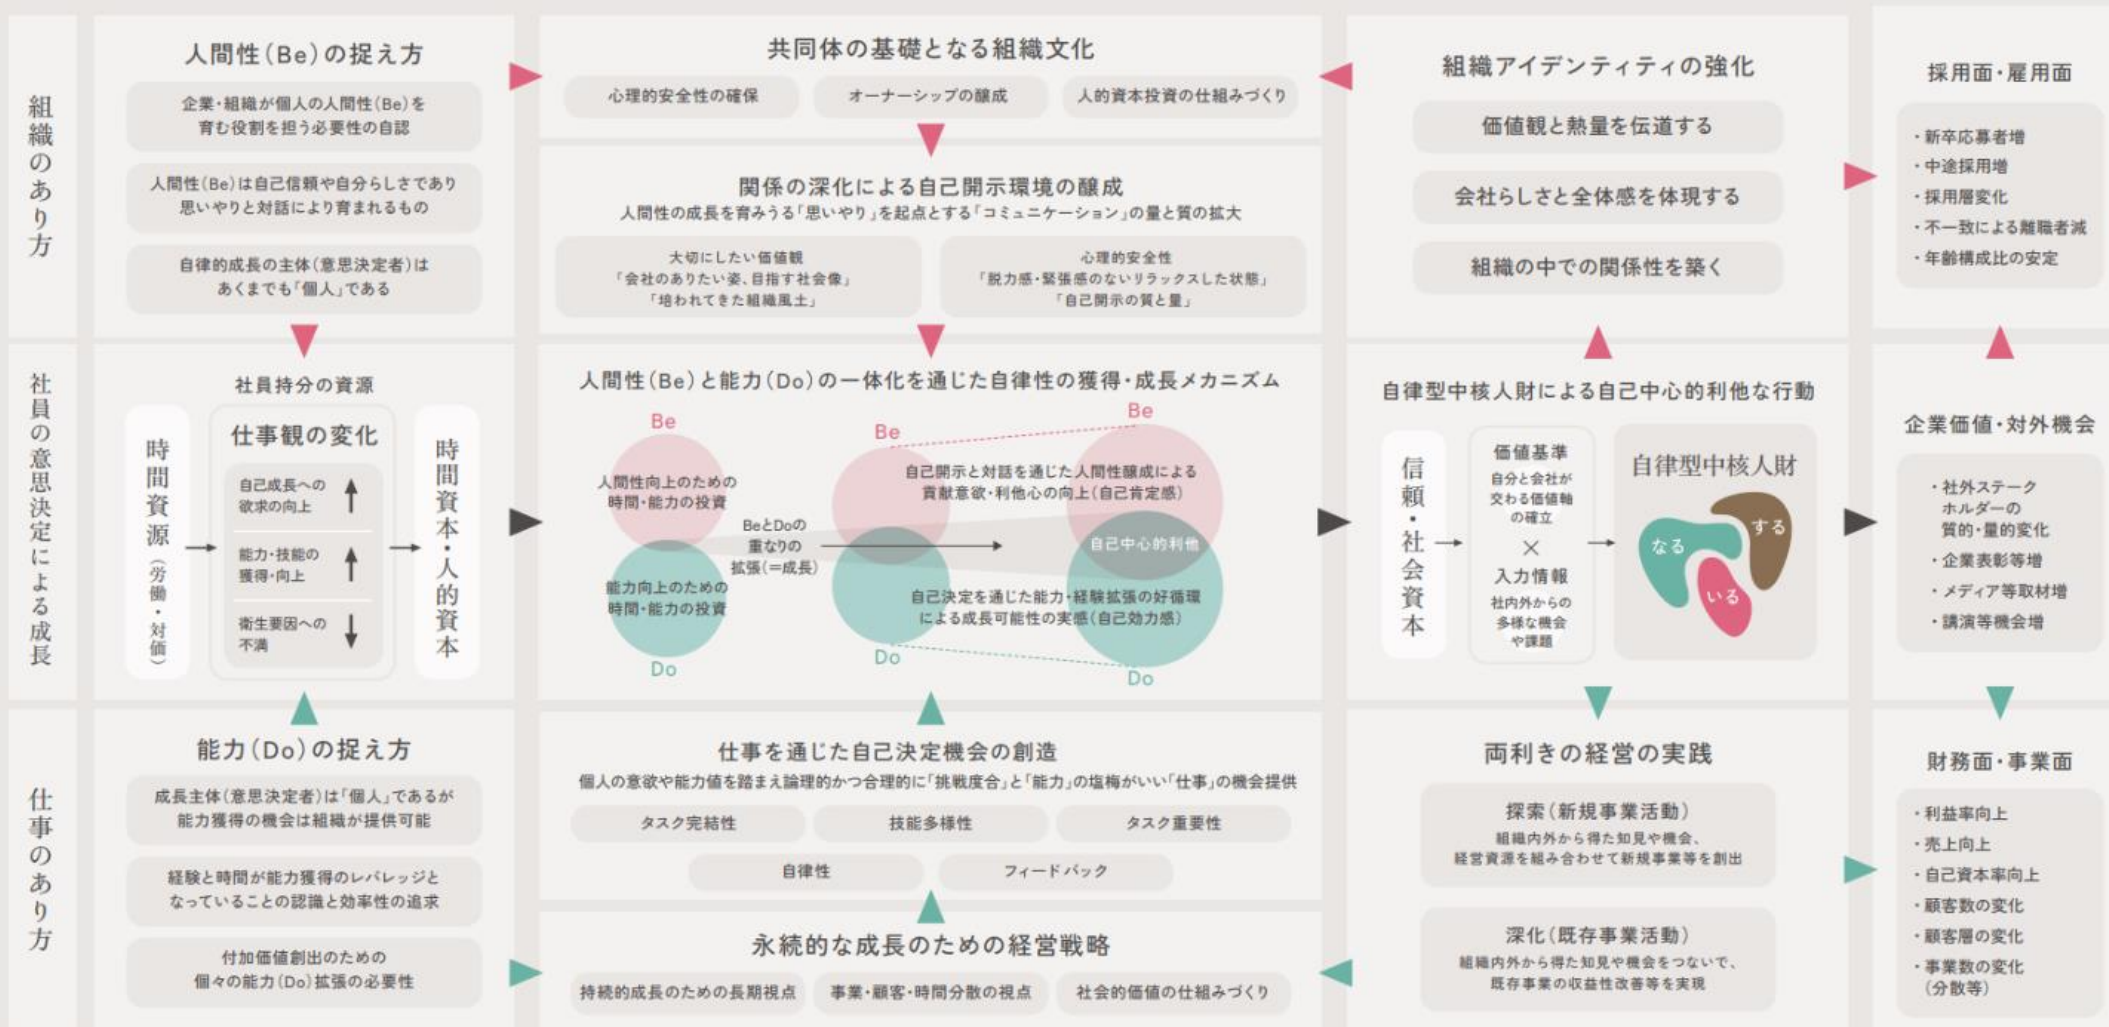 組織のあり方
人間性（Be）の捉え方
企業・組織が個人の人間性（Be）を
育む役割を担う必要性の自認
人間性（Be）は自己信頼や自分らしさであり
思いやりと対話により育まれるもの
自律的成長の主体（意思決定者）は
あくまでも「個人」である
共同体の基礎となる組織文化
心理的安全性の確保
オーナーシップの醸成
人的資本投資の仕組みづくり
関係の深化による自己開示環境の醸成
人間性の成長を育みうる「思いやり」を起点とする「コミュニケーション」の量と質の拡大
大切にしたい価値観
「会社のありたい姿、目指す社会像」
「培われてきた組織風土」
心理的安全性
「脱力感・緊張感のないリラックスした状態」
「自己開示の質と量」
組織アイデンティティの強化
価値観と熱量を伝道する
会社らしさと全体感を体現する
組織の中での関係性を築く
採用面・雇用面
・新卒応募者増
・中途採用増
・採用層変化
・不一致による離職者減
・年齢構成比の安定
社員の意思決定による成長
社員持分の資源
時間資源（労働・対価）
仕事観の変化
自己成長への
欲求の向上
能力・技能の
獲得・向上
衛生要因への
不満
時間資本・人的資本
人間性（Be）と能力（Do）の一体化を通じた自律性の獲得・成長メカニズム
Be
人間性向上のための
時間・能力の投資
能力向上のための
時間・能力の投資
Do
BeとDoの
重なりの
拡張（＝成長）
Be
Do
Be
自己開示と対話を通じた人間性醸成による
貢献意欲・利他心の向上（自己肯定感）
自己中心的利他
自己決定を通じた能力・経験拡張の好循環
による成長可能性の実感（自己効力感）
Do
自律型中核人財による自己中心的利他な行動
信頼・社会資本
価値基準
自分と会社が
交わる価値軸
の確立
×
入力情報
社内外からの
多様な機会
や課題
自律型中核人財
なる
する
いる
企業価値・対外機会
・社外ステーク
ホルダーの
質的・量的変化
・企業表彰等増
・メディア等取材増
・講演等機会増
仕事のあり方
能力（Do）の捉え方
成長主体（意思決定者）は「個人」であるが
能力獲得の機会は組織が提供可能
経験と時間が能力獲得のレバレッジと
なっていることの認識と効率性の追求
付加価値創出のための
個々の能力（Do）拡張の必要性
仕事を通じた自己決定機会の創造
個人の意欲や能力値を踏まえ論理的かつ合理的に「挑戦度合」と「能力」の塩梅がいい「仕事」の機会提供
タスク完結性
技能多様性
タスク重要性
自律性
フィードバック
永続的な成長のための経営戦略
持続的成長のための長期視点
事業・顧客・時間分散の視点
社会的価値の仕組みづくり
両利きの経営の実践
探索（新規事業活動）
組織内外から得た知見や機会、
経営資源を組み合わせて新規事業等を創出
深化（既存事業活動）
組織内外から得た知見や機会をつないで、
既存事業の収益性改善等を実現
財務面・事業面
・利益率向上
・売上向上
・自己資本率向上
・顧客数の変化
・顧客層の変化
・事業数の変化
（分散等）